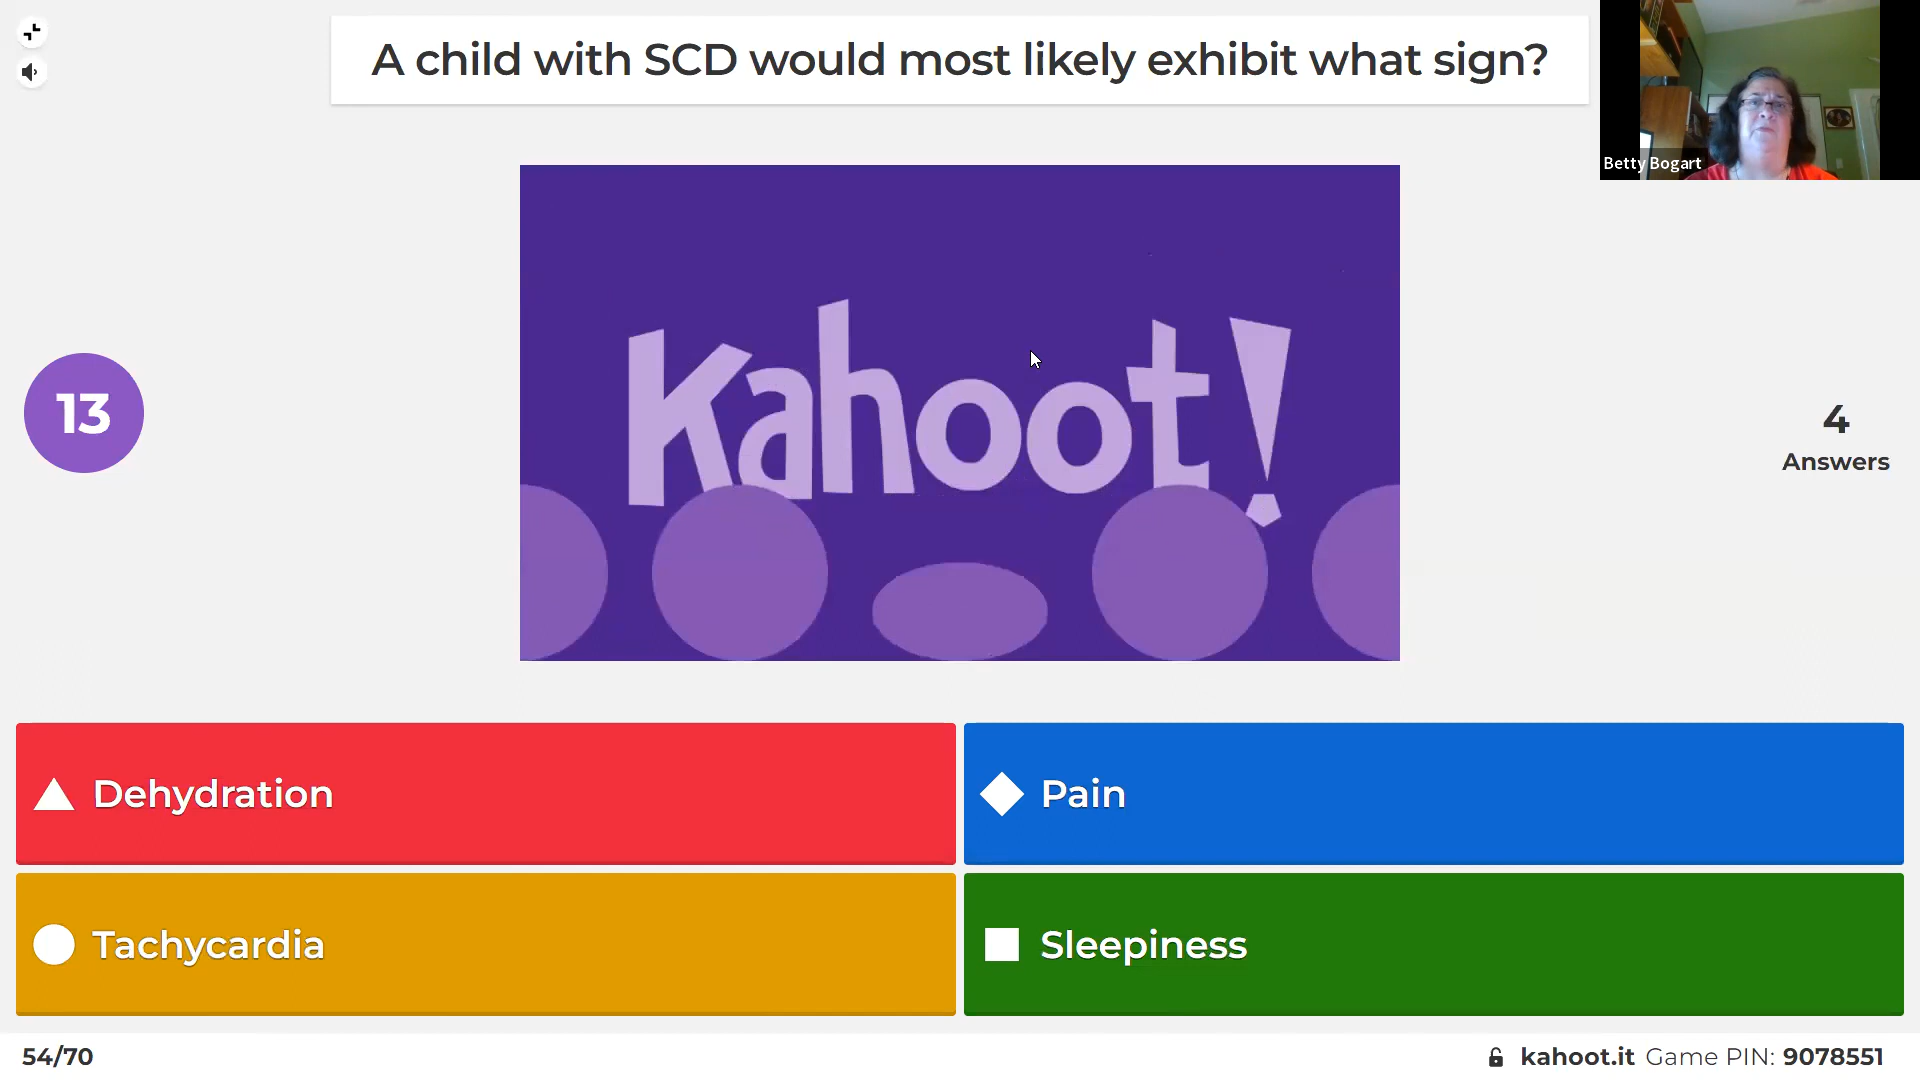 A child with SCD would most likely exhibit what sign?
Betty Bogart
Kahoot!
13
4
Answers
Dehydration
Pain
Tachycardia
Sleepiness
54/70
kahoot.it Game PIN: 9078551